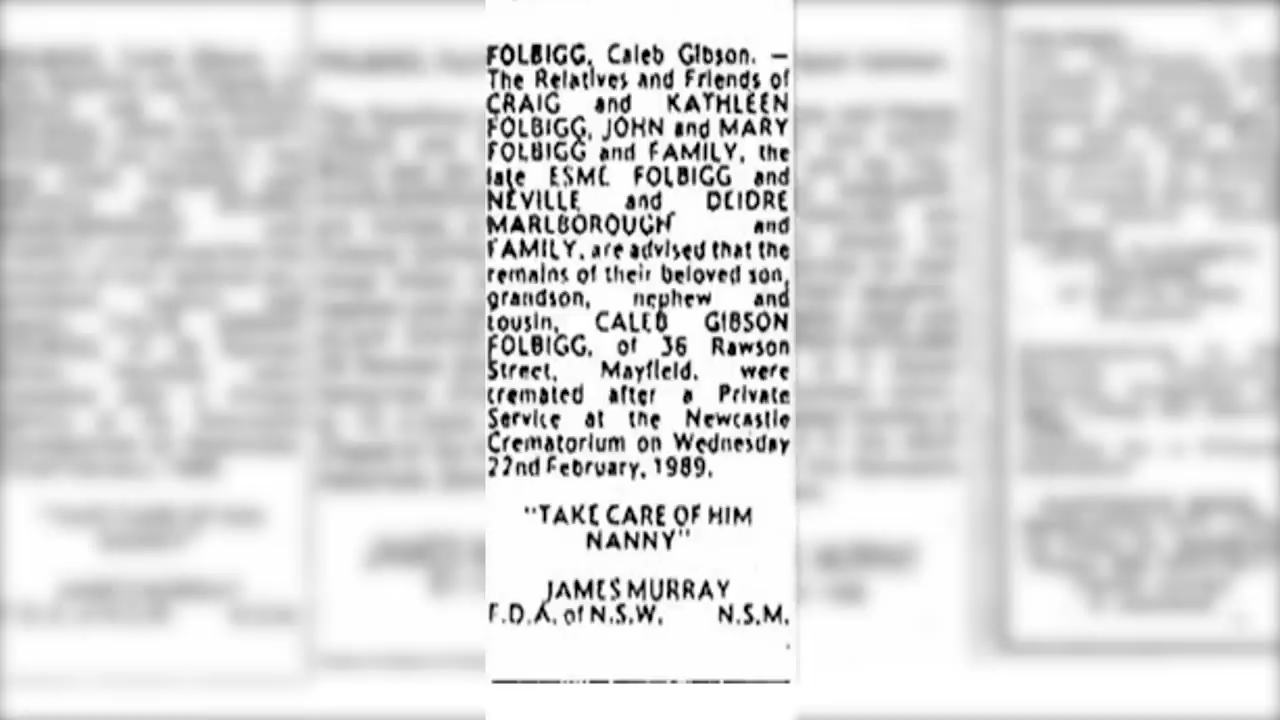 FOLBIGG, Caleb Gibson. —
The Relatives and Friends of
CRAIG and KATHLEEN
FOLBIGG, JOHN and MARY
FOLBIGG and FAMILY, the
late ESME FOLBIGG and
NEVILLE and DEIDRE
MARLBOROUGH and
FAMILY, are advised that the
remains of their beloved son,
grandson, nephew and
cousin, CALEB GIBSON
FOLBIGG, of 36 Rawson
Street, Mayfield, were
cremated after a Private
Service at the Newcastle
Crematorium on Wednesday
22nd February, 1989.
"TAKE CARE OF HIM
NANNY"
JAMES MURRAY
F.D.A. of N.S.W. N.S.M.